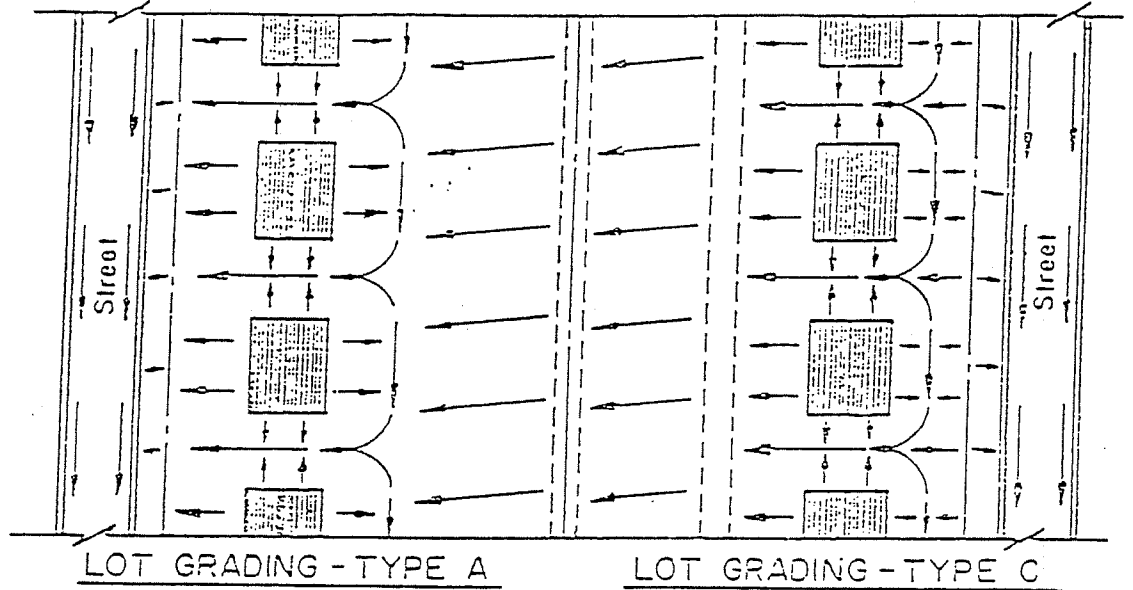 Street
Street
LOT GRADING - TYPE A
LOT GRADING - TYPE C